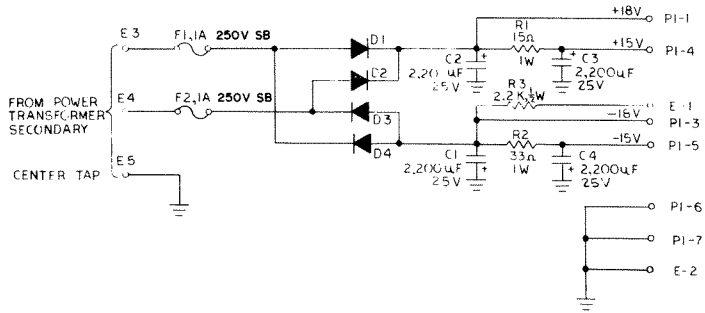 +18V
P1-1
E3
F1,1A 250V SB
D1
R1
15Ω
1W
+15V
P1-4
C2
2,20 uF
25V
+
C3
2,200uF
25V
+
D2
FROM POWER
TRANSFORMER
SECONDARY
E4
F2,1A 250V SB
D3
R3
2.2 K,½W
E-1
-18V
P1-3
D4
R2
33Ω
1W
-15V
P1-5
C1
2,200uF
25V
+
C4
2,200uF
25V
+
CENTER TAP
E5
P1-6
P1-7
E-2